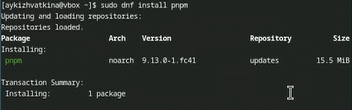 [aykizhvatkina@vbox ~]$ sudo dnf install pnpm
Updating and loading repositories:
Repositories loaded.
Package Arch Version Repository Size
Installing:
pnpm noarch 9.13.0-1.fc41 updates 15.5 MiB
Transaction Summary:
Installing: 1 package